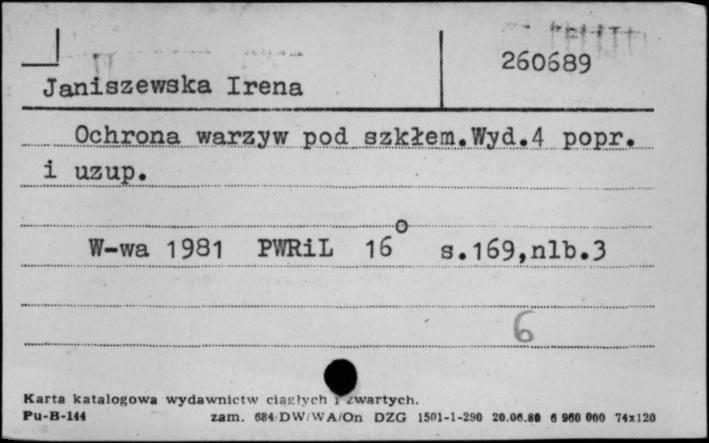 260689
Janiszewska Irena
Ochrona warzyw pod szkłem.Wyd.4 popr.
i uzup.
W-wa 1981 PWRiL 16° s.169,nlb.3
6
Karta katalogowa wydawnictw ciągłych i zwartych.
Pu-B-144 zam. 684/DW/WA/On DZG 1501-1-290 20.06.80 6 960 000 74x120